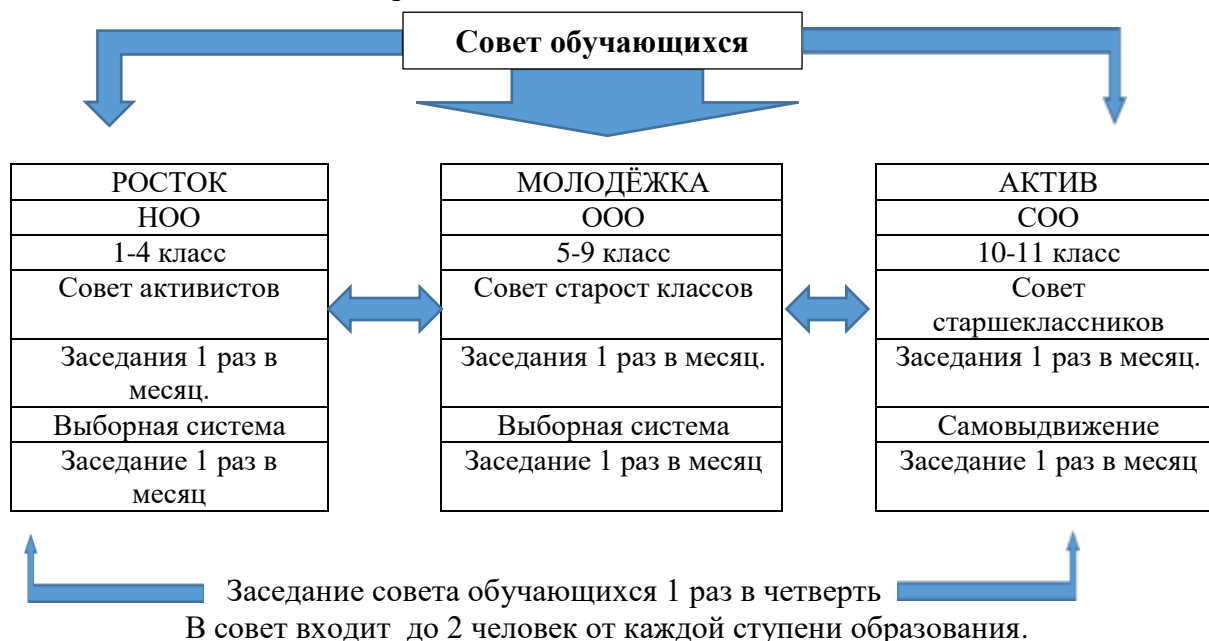 Совет обучающихся
РОСТОК
НОО
1-4 класс
Совет активистов
Заседания 1 раз в
месяц.
Выборная система
Заседание 1 раз в
месяц
МОЛОДЁЖКА
ООО
5-9 класс
Совет старост классов
Заседания 1 раз в месяц.
Выборная система
Заседание 1 раз в месяц
АКТИВ
СОО
10-11 класс
Совет
старшеклассников
Заседания 1 раз в месяц.
Самовыдвижение
Заседание 1 раз в месяц
Заседание совета обучающихся 1 раз в четверть
В совет входит до 2 человек от каждой ступени образования.